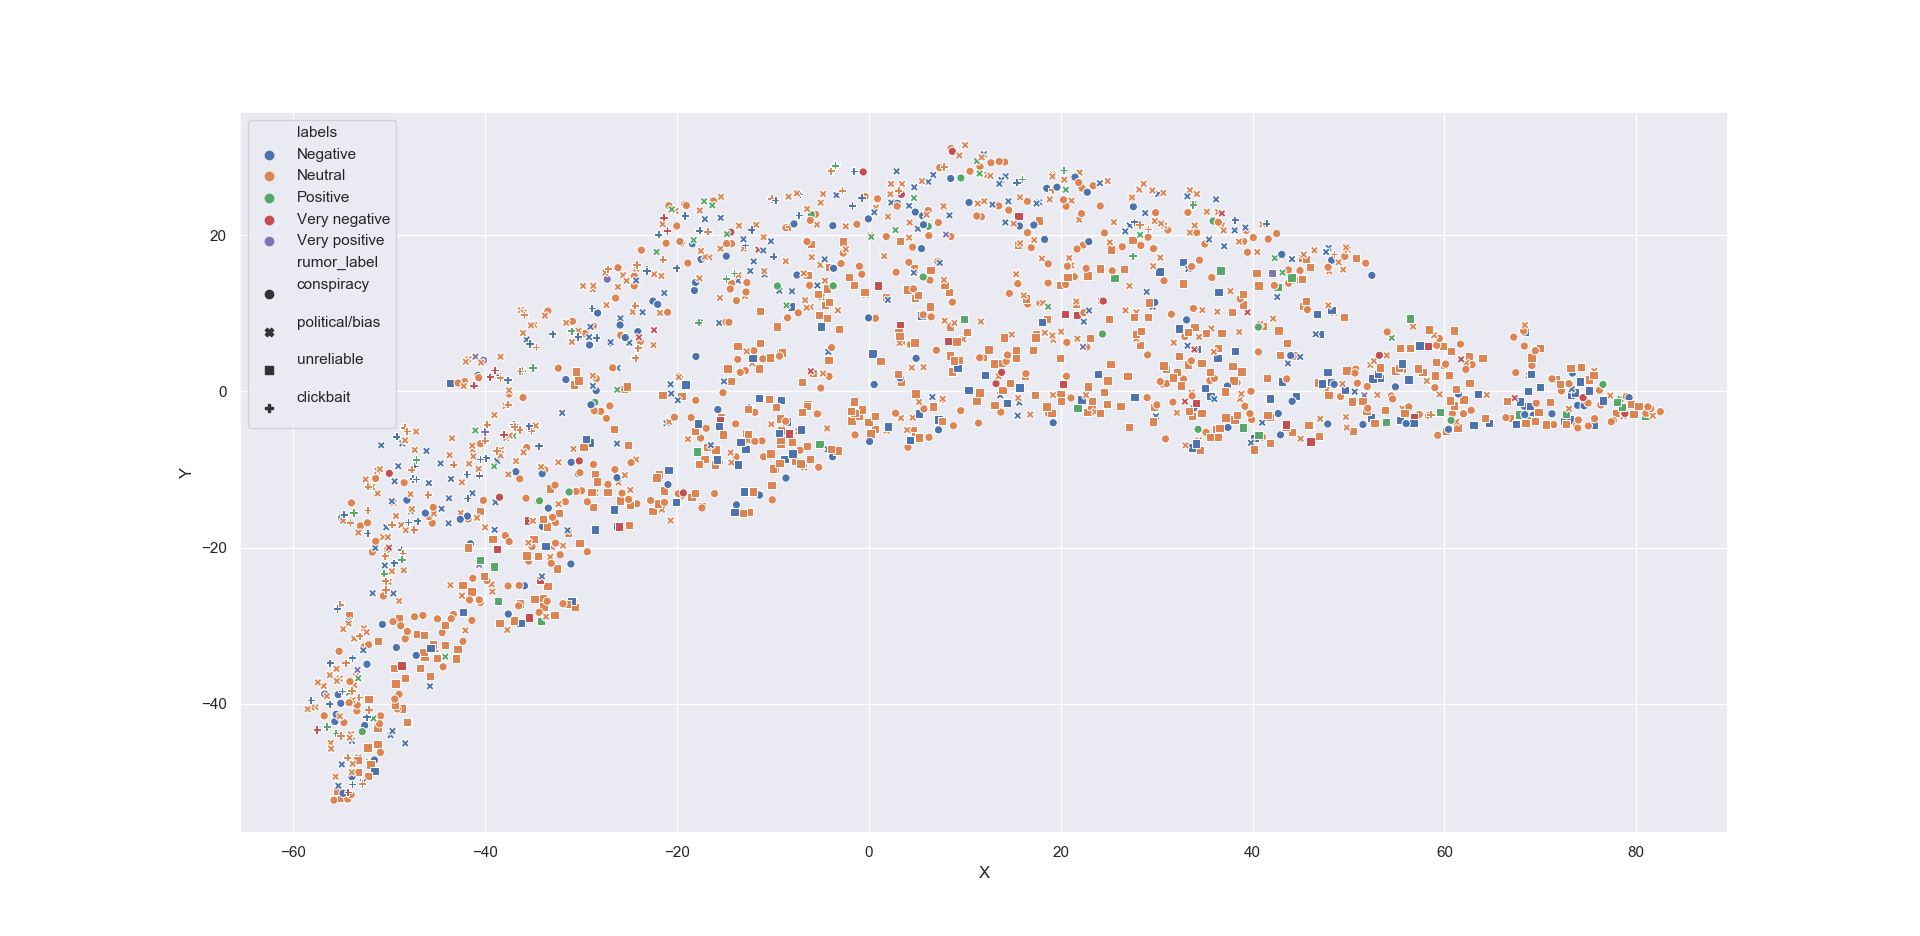 labels
Negative
Neutral
Positive
Very negative
Very positive
rumor_label
conspiracy
political/bias
unreliable
clickbait
20
0
−20
−40
Y
−60
−40
−20
0
20
40
60
80
X